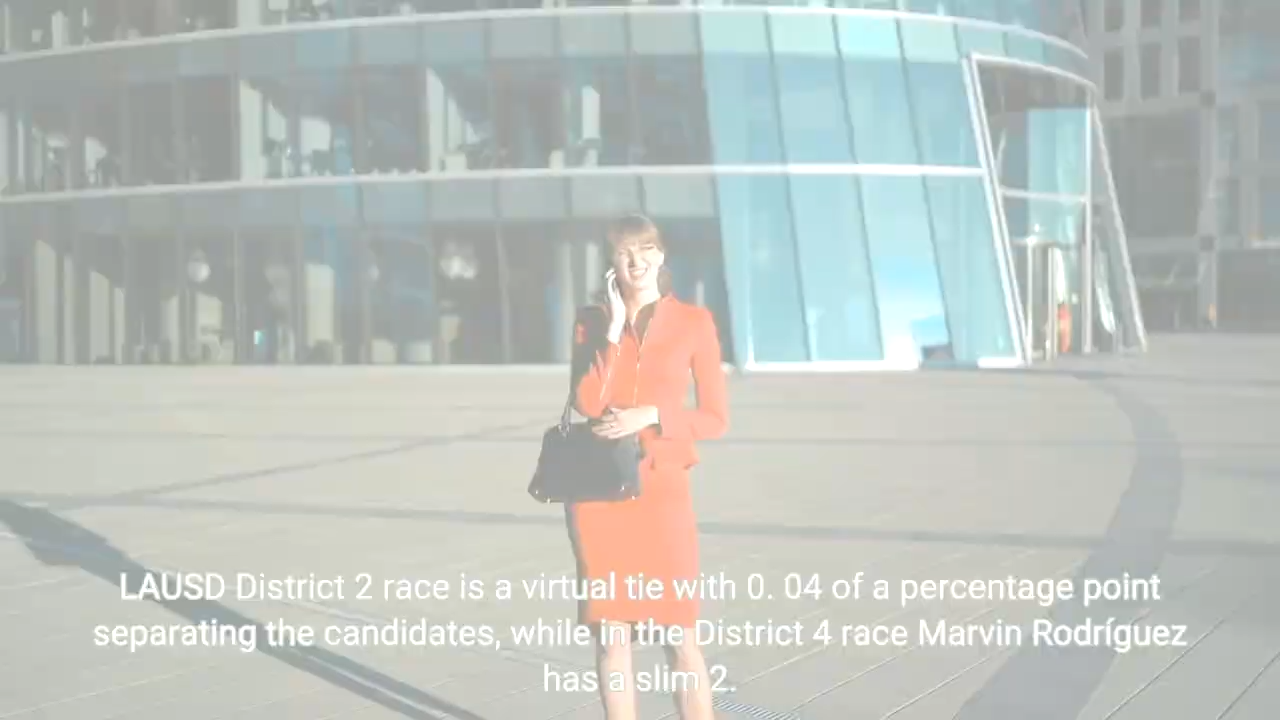 LAUSD District 2 race is a virtual tie with 0. 04 of a percentage point
separating the candidates, while in the District 4 race Marvin Rodríguez
has a slim 2.